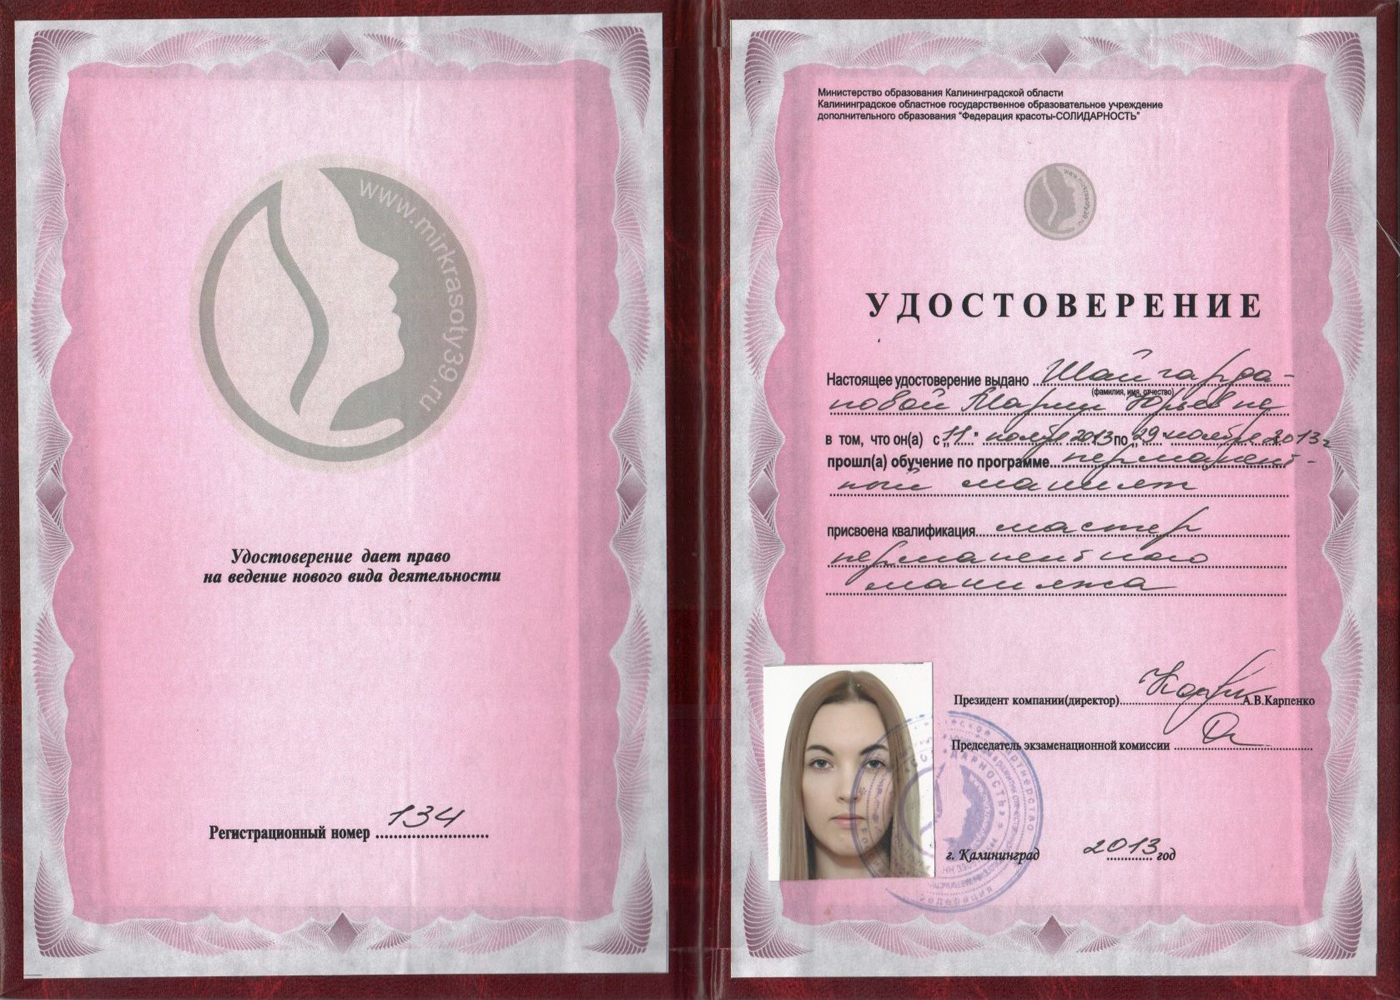 www.mirkrasoty39.ru
Удостоверение дает право
на ведение нового вида деятельности
Регистрационный номер 134
Министерство образования Калининградской области
Калининградское областное государственное образовательное учреждение
дополнительного образования "Федерация красоты-СОЛИДАРНОСТЬ"
УДОСТОВЕРЕНИЕ
Настоящее удостоверение выдано Шайгарда-
(фамилия, имя, отчество)
новой Марии Юрьевне
в том, что он(а) с „11" ноября 2013 по „29 ноября 2013г
прошл(а) обучение по программе перманент-
ный макияж
присвоена квалификация мастер
перманентного
макияжа
Президент компании(директор) А.В.Карпенко
Председатель экзаменационной комиссии
г. Калининград 2013 год